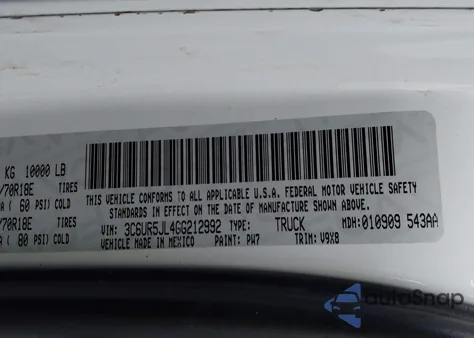 KG 10000 LB
/70R18E TIRES
A ( 60 PSI) COLD
/70R18E TIRES
A ( 80 PSI) COLD
THIS VEHICLE CONFORMS TO ALL APPLICABLE U.S.A. FEDERAL MOTOR VEHICLE SAFETY
STANDARDS IN EFFECT ON THE DATE OF MANUFACTURE SHOWN ABOVE.
VIN: 3C6UR5JL4GG212992 TYPE: TRUCK MDH:010909 543AA
VEHICLE MADE IN MEXICO PAINT: PW7 TRIM: V9X8
AutoSnap